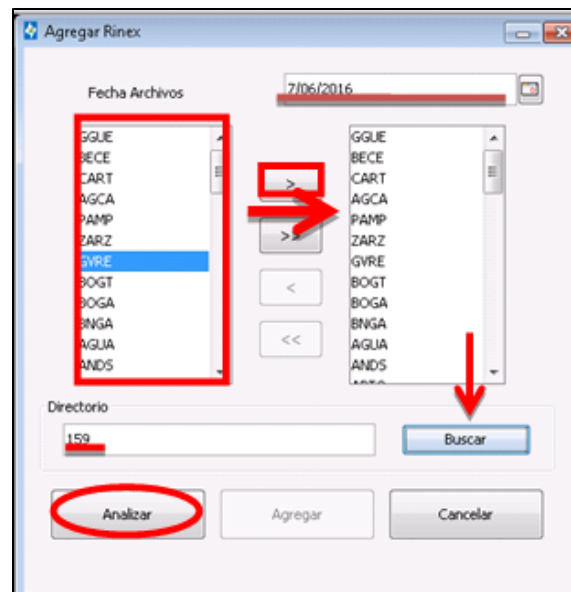 Agregar Rinex
Fecha Archivos
7/06/2016
GGUE
BECE
CART
AGCA
PAMP
ZARZ
GVRE
BOGT
BOGA
BNGA
AGUA
ANDS
>
>>
<
<<
GGUE
BECE
CART
AGCA
PAMP
ZARZ
GVRE
BOGT
BOGA
BNGA
AGUA
ANDS
Directorio
159
Buscar
Analizar
Agregar
Cancelar